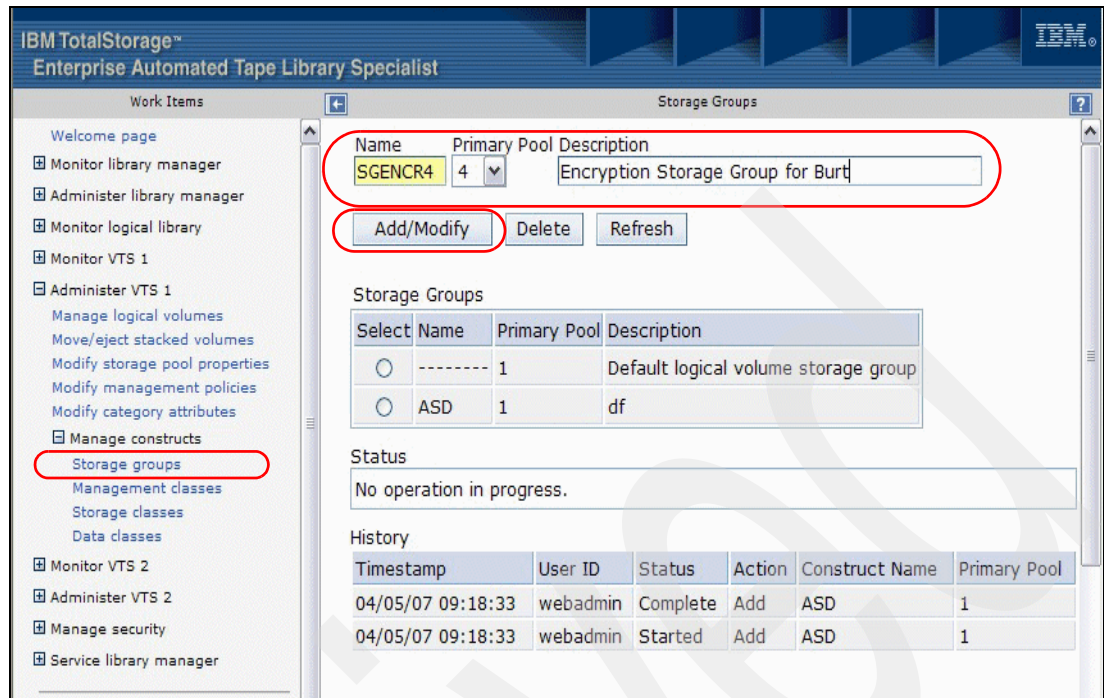 IBM TotalStorage™
Enterprise Automated Tape Library Specialist
IBM®
Work Items
Storage Groups
?
Welcome page
Monitor library manager
Administer library manager
Monitor logical library
Monitor VTS 1
Administer VTS 1
Manage logical volumes
Move/eject stacked volumes
Modify storage pool properties
Modify management policies
Modify category attributes
Manage constructs
Storage groups
Management classes
Storage classes
Data classes
Monitor VTS 2
Administer VTS 2
Manage security
Service library manager
Name Primary Pool Description
SGENCR4 4 Encryption Storage Group for Burt
Add/Modify Delete Refresh
Storage Groups
Select Name Primary Pool Description
-------- 1 Default logical volume storage group
ASD 1 df
Status
No operation in progress.
History
Timestamp User ID Status Action Construct Name Primary Pool
04/05/07 09:18:33 webadmin Complete Add ASD 1
04/05/07 09:18:33 webadmin Started Add ASD 1